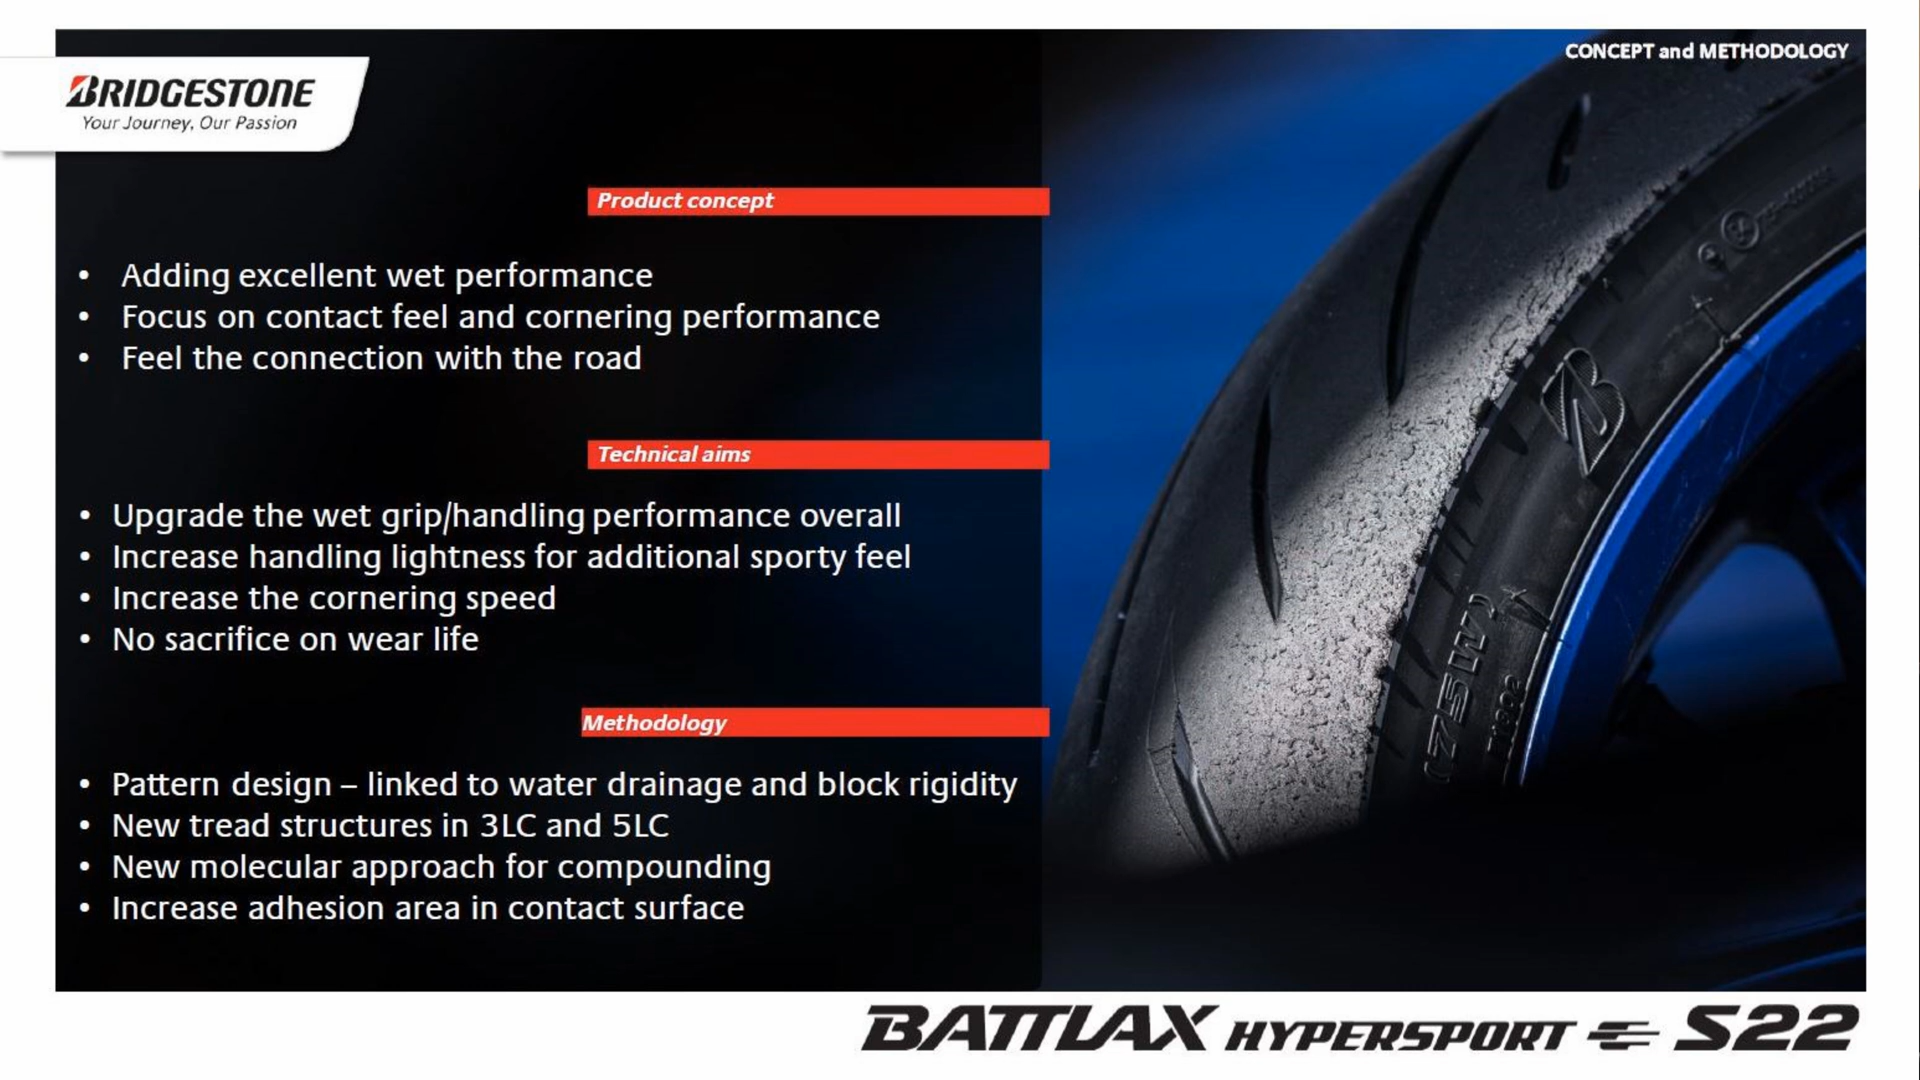 CONCEPT and METHODOLOGY
BRIDGESTONE
Your Journey, Our Passion
Product concept
• Adding excellent wet performance
• Focus on contact feel and cornering performance
• Feel the connection with the road
Technical aims
• Upgrade the wet grip/handling performance overall
• Increase handling lightness for additional sporty feel
• Increase the cornering speed
• No sacrifice on wear life
Methodology
• Pattern design – linked to water drainage and block rigidity
• New tread structures in 3LC and 5LC
• New molecular approach for compounding
• Increase adhesion area in contact surface
B
(75W)
BATTLAX HYPERSPORT S22